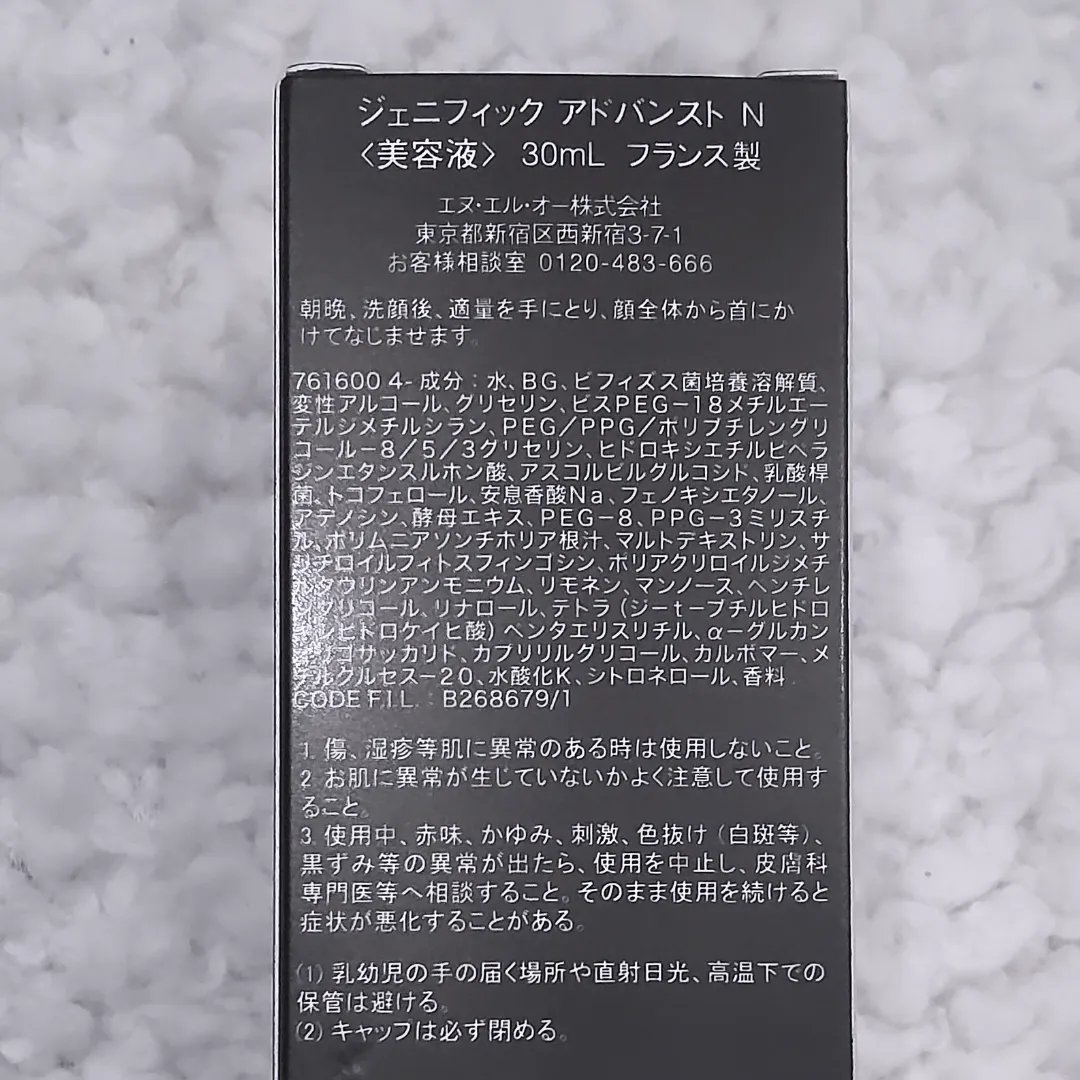 ジェニフィック アドバンスト N
〈美容液〉 30mL フランス製
エヌ・エル・オー株式会社
東京都新宿区西新宿3-7-1
お客様相談室 0120-483-666
朝晩、洗顔後、適量を手にとり、顔全体から首にか
けてなじませます。
761600 4- 成分：水、BG、ビフィズス菌培養溶解質、
変性アルコール、グリセリン、ビスPEG－18メチルエー
テルジメチルシラン、PEG／PPG／ポリブチレングリ
コール－8／5／3グリセリン、ヒドロキシエチルピペラ
ジンエタンスルホン酸、アスコルビルグルコシド、乳酸桿
菌、トコフェロール、安息香酸Na、フェノキシエタノール、
アデノシン、酵母エキス、PEG－8、PPG－3ミリスチ
ル、ポリムニアソンチホリア根汁、マルトデキストリン、サ
リチロイルフィトスフィンゴシン、ポリアクリロイルジメチ
ルタウリンアンモニウム、リモネン、マンノース、ペンチレ
ングリコール、リナロール、テトラ（ジーtーブチルヒドロ
キシヒドロケイヒ酸）ペンタエリスリチル、α－グルカン
オリゴサッカリド、カプリリルグリコール、カルボマー、メ
チルグルセス－20、水酸化K、シトロネロール、香料
CODE F.I.L. B268679/1
1. 傷、湿疹等肌に異常のある時は使用しないこと。
2. お肌に異常が生じていないかよく注意して使用す
ること。
3. 使用中、赤味、かゆみ、刺激、色抜け（白斑等）、
黒ずみ等の異常が出たら、使用を中止し、皮膚科
専門医等へ相談すること。そのまま使用を続けると
症状が悪化することがある。
(1) 乳幼児の手の届く場所や直射日光、高温下での
保管は避ける。
(2) キャップは必ず閉める。